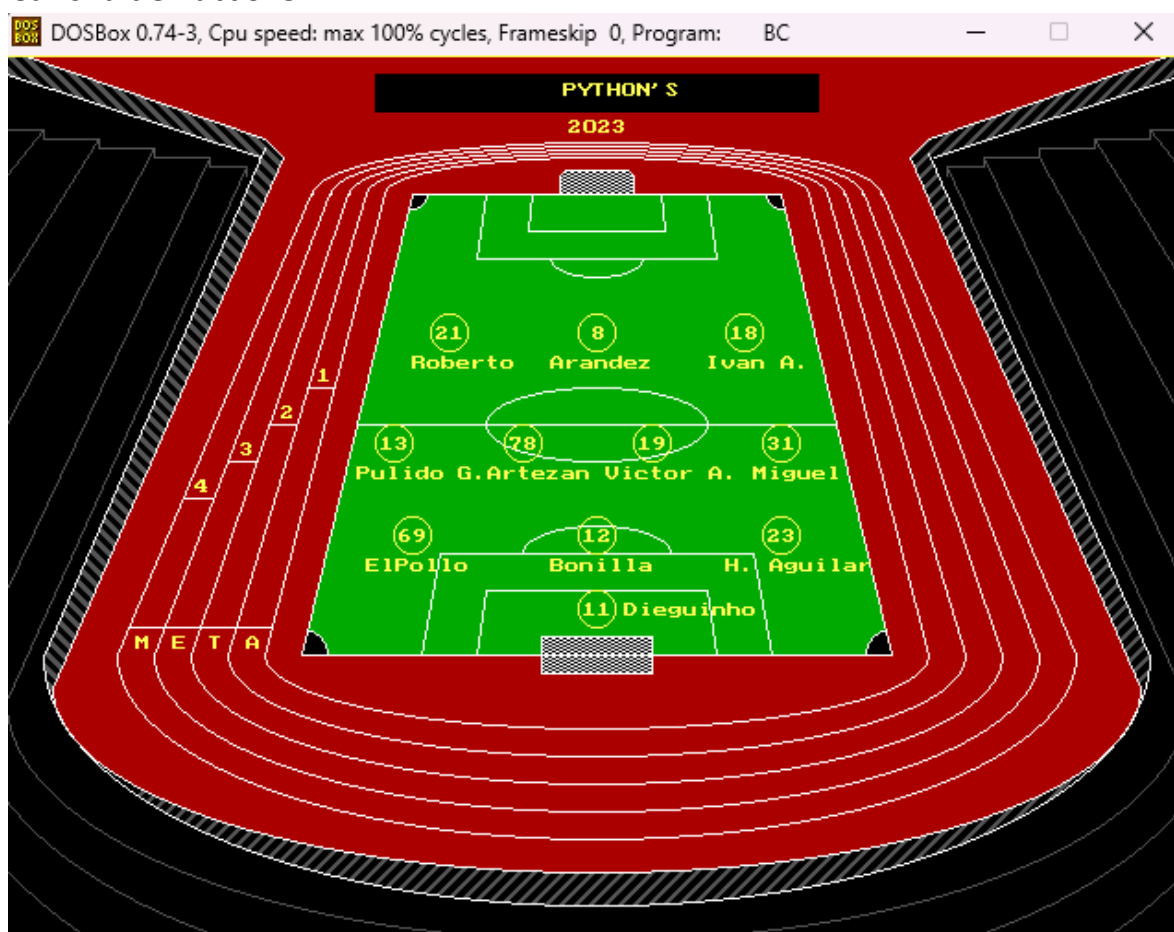 DOSBox 0.74-3, Cpu speed: max 100% cycles, Frameskip 0, Program: BC
PYTHON'S
2023
21 8 18
Roberto Arandez Ivan A.
1
2
3
4
13 78 19 31
Pulido G.Artezan Victor A. Miguel
69 12 23
ElPollo Bonilla H. Aguilar
11 Dieguinho
M E T A